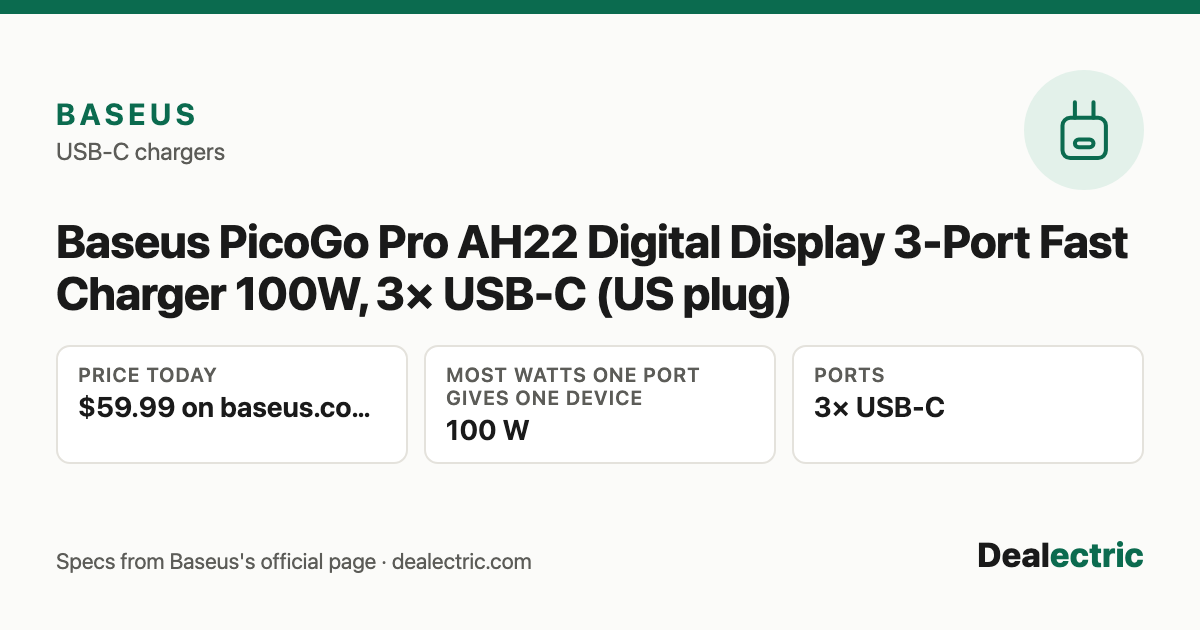 BASEUS
USB-C chargers
Baseus PicoGo Pro AH22 Digital Display 3-Port Fast
Charger 100W, 3× USB-C (US plug)
PRICE TODAY
$59.99 on baseus.co...
MOST WATTS ONE PORT
GIVES ONE DEVICE
100 W
PORTS
3× USB-C
Specs from Baseus's official page · dealectric.com
Dealectric